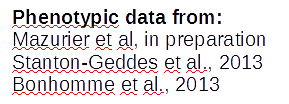 Phenotypic data from:
Mazurier et al, in preparation
Stanton-Geddes et al., 2013
Bonhomme et al., 2013